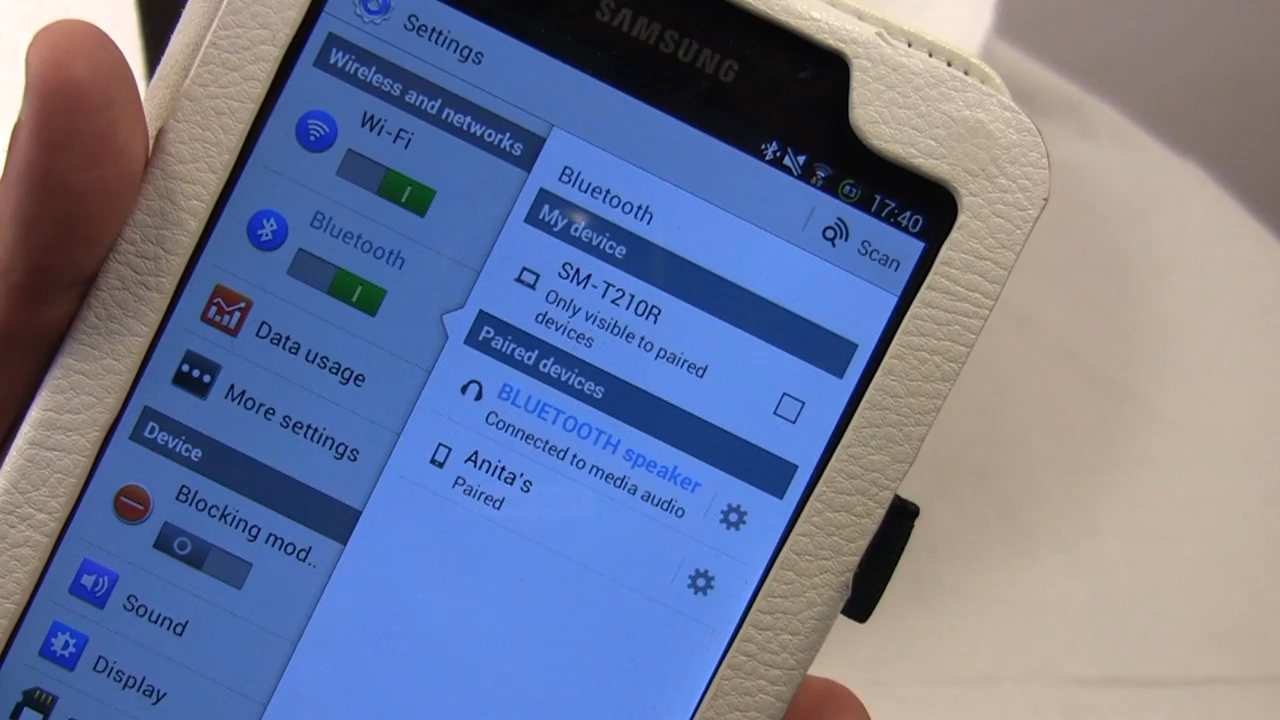 SAMSUNG
83 17:40
Settings
Scan
Wireless and networks
Wi-Fi
Bluetooth
Data usage
More settings
Device
Blocking mod..
Sound
Display
Bluetooth
My device
SM-T210R
Only visible to paired
devices
Paired devices
BLUETOOTH speaker
Connected to media audio
Anita's
Paired